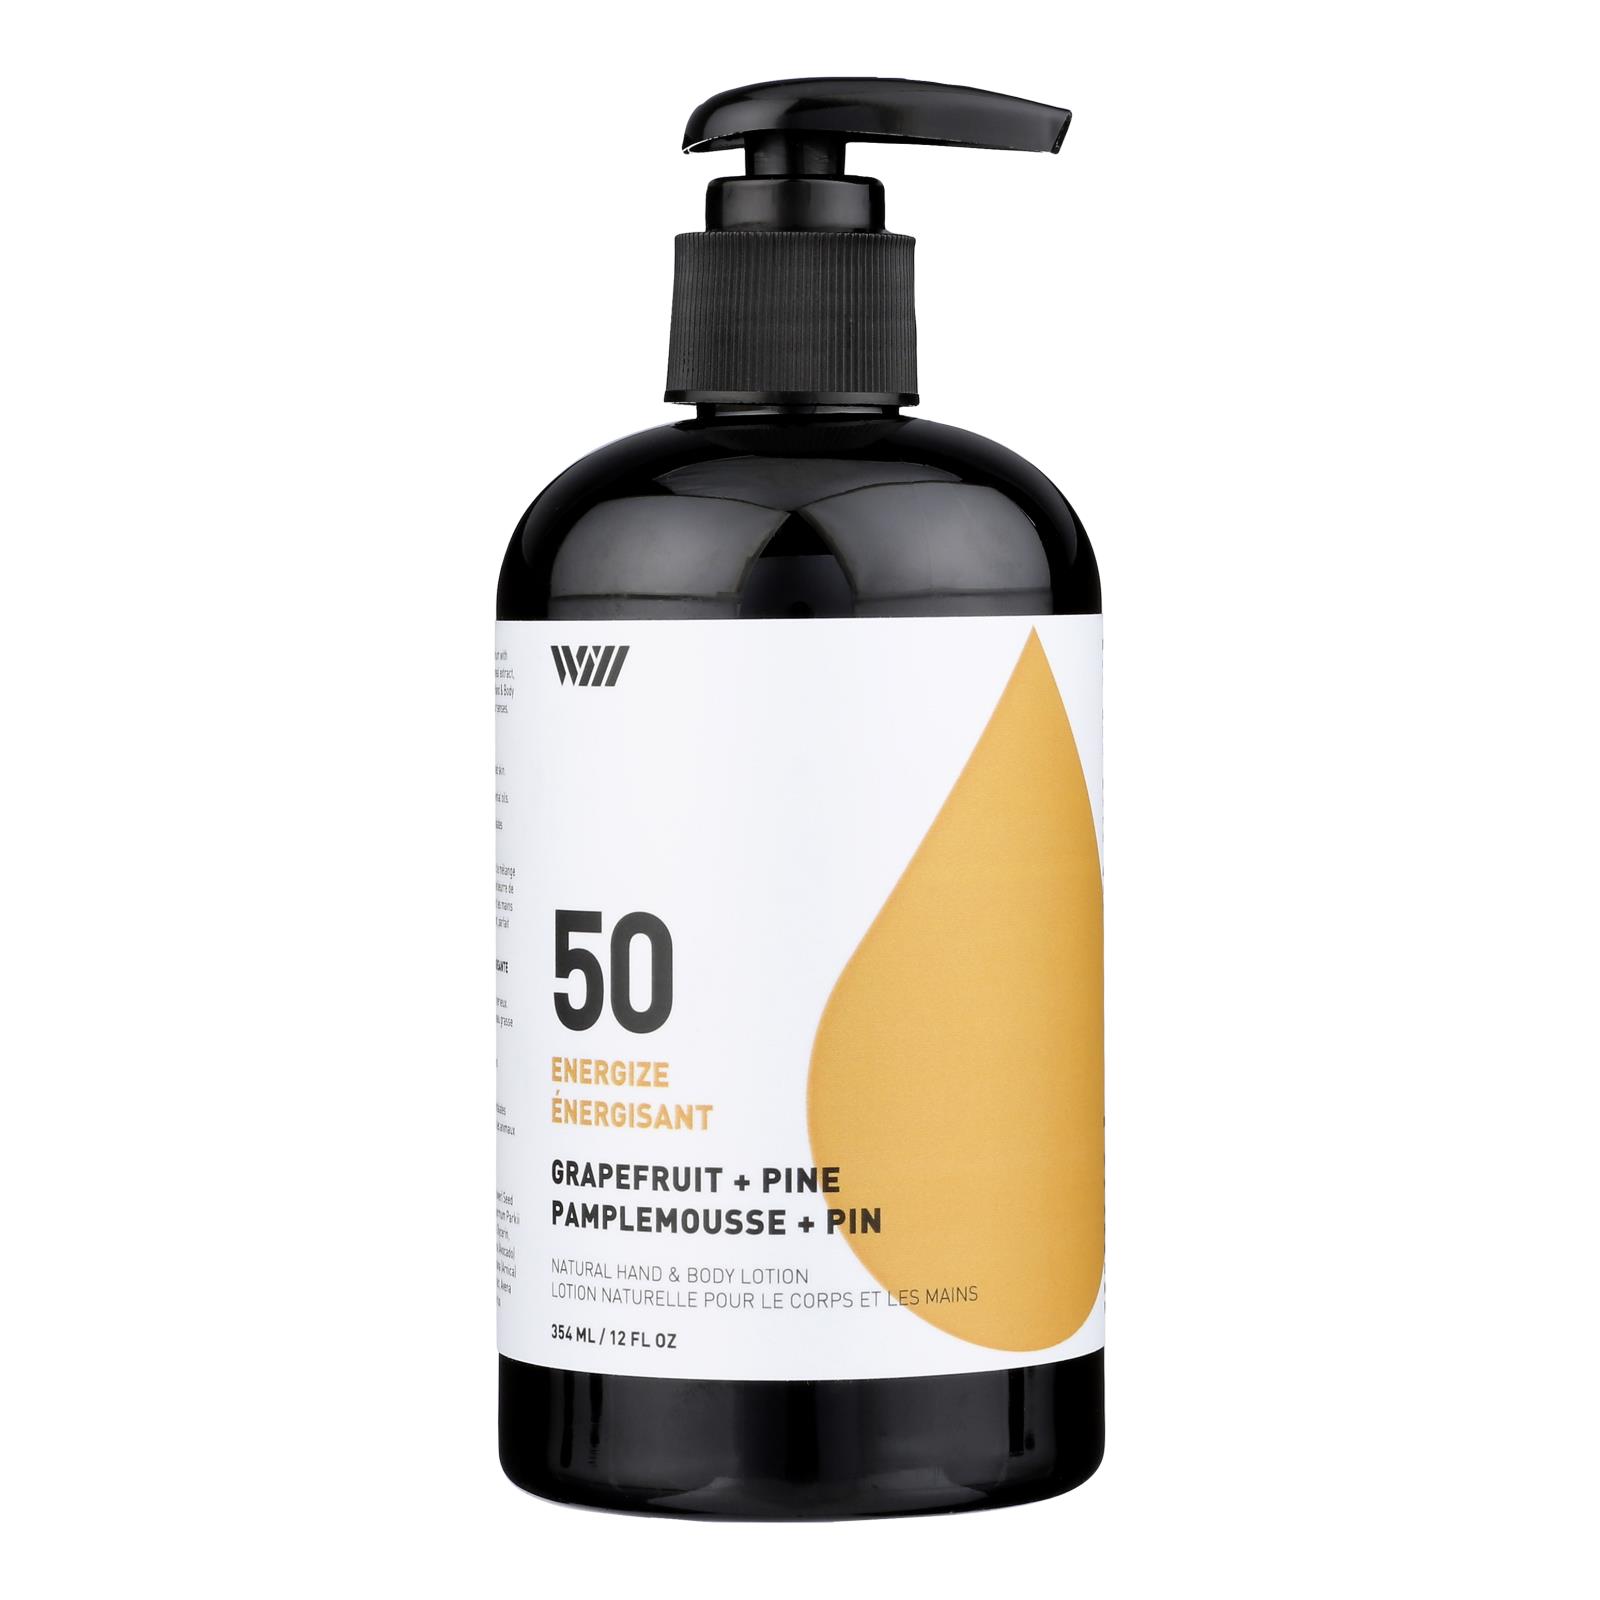 Will
50
ENERGIZE
ÉNERGISANT
GRAPEFRUIT + PINE
PAMPLEMOUSSE + PIN
NATURAL HAND & BODY LOTION
LOTION NATURELLE POUR LE CORPS ET LES MAINS
354 ML / 12 FL OZ